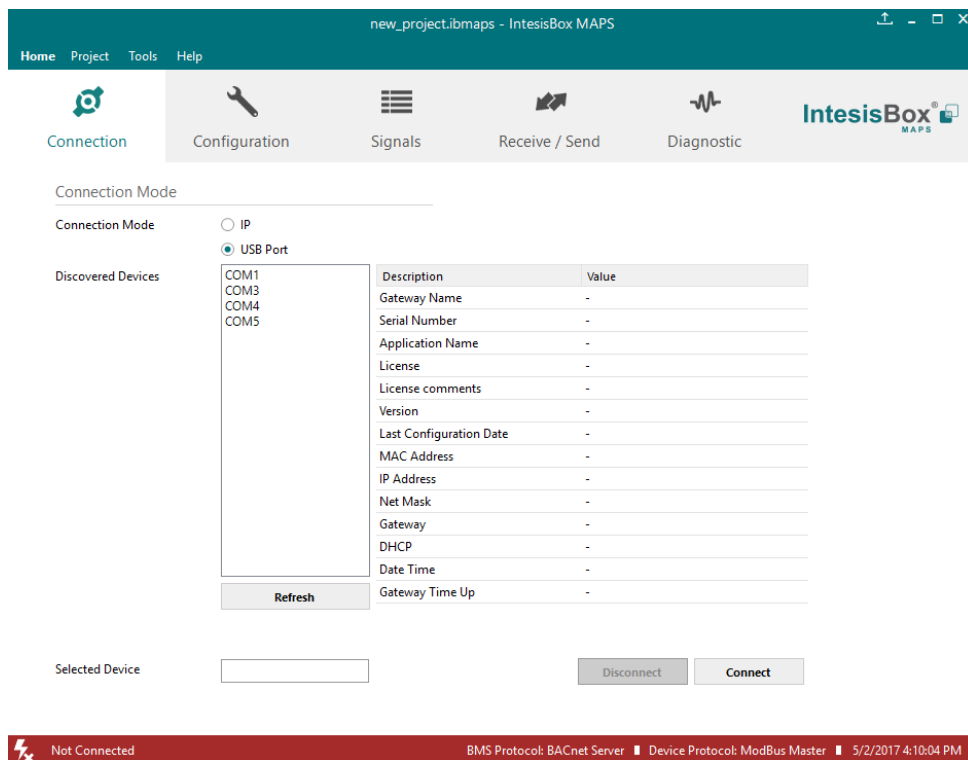 new_project.ibmaps - IntesisBox MAPS
Home Project Tools Help
Connection Configuration Signals Receive / Send Diagnostic
IntesisBox®
MAPS
Connection Mode
Connection Mode IP
USB Port
Discovered Devices
COM1
COM3
COM4
COM5
Description Value
Gateway Name -
Serial Number -
Application Name -
License -
License comments -
Version -
Last Configuration Date -
MAC Address -
IP Address -
Net Mask -
Gateway -
DHCP -
Date Time -
Gateway Time Up -
Refresh
Selected Device Disconnect Connect
Not Connected BMS Protocol: BACnet Server Device Protocol: ModBus Master 5/2/2017 4:10:04 PM